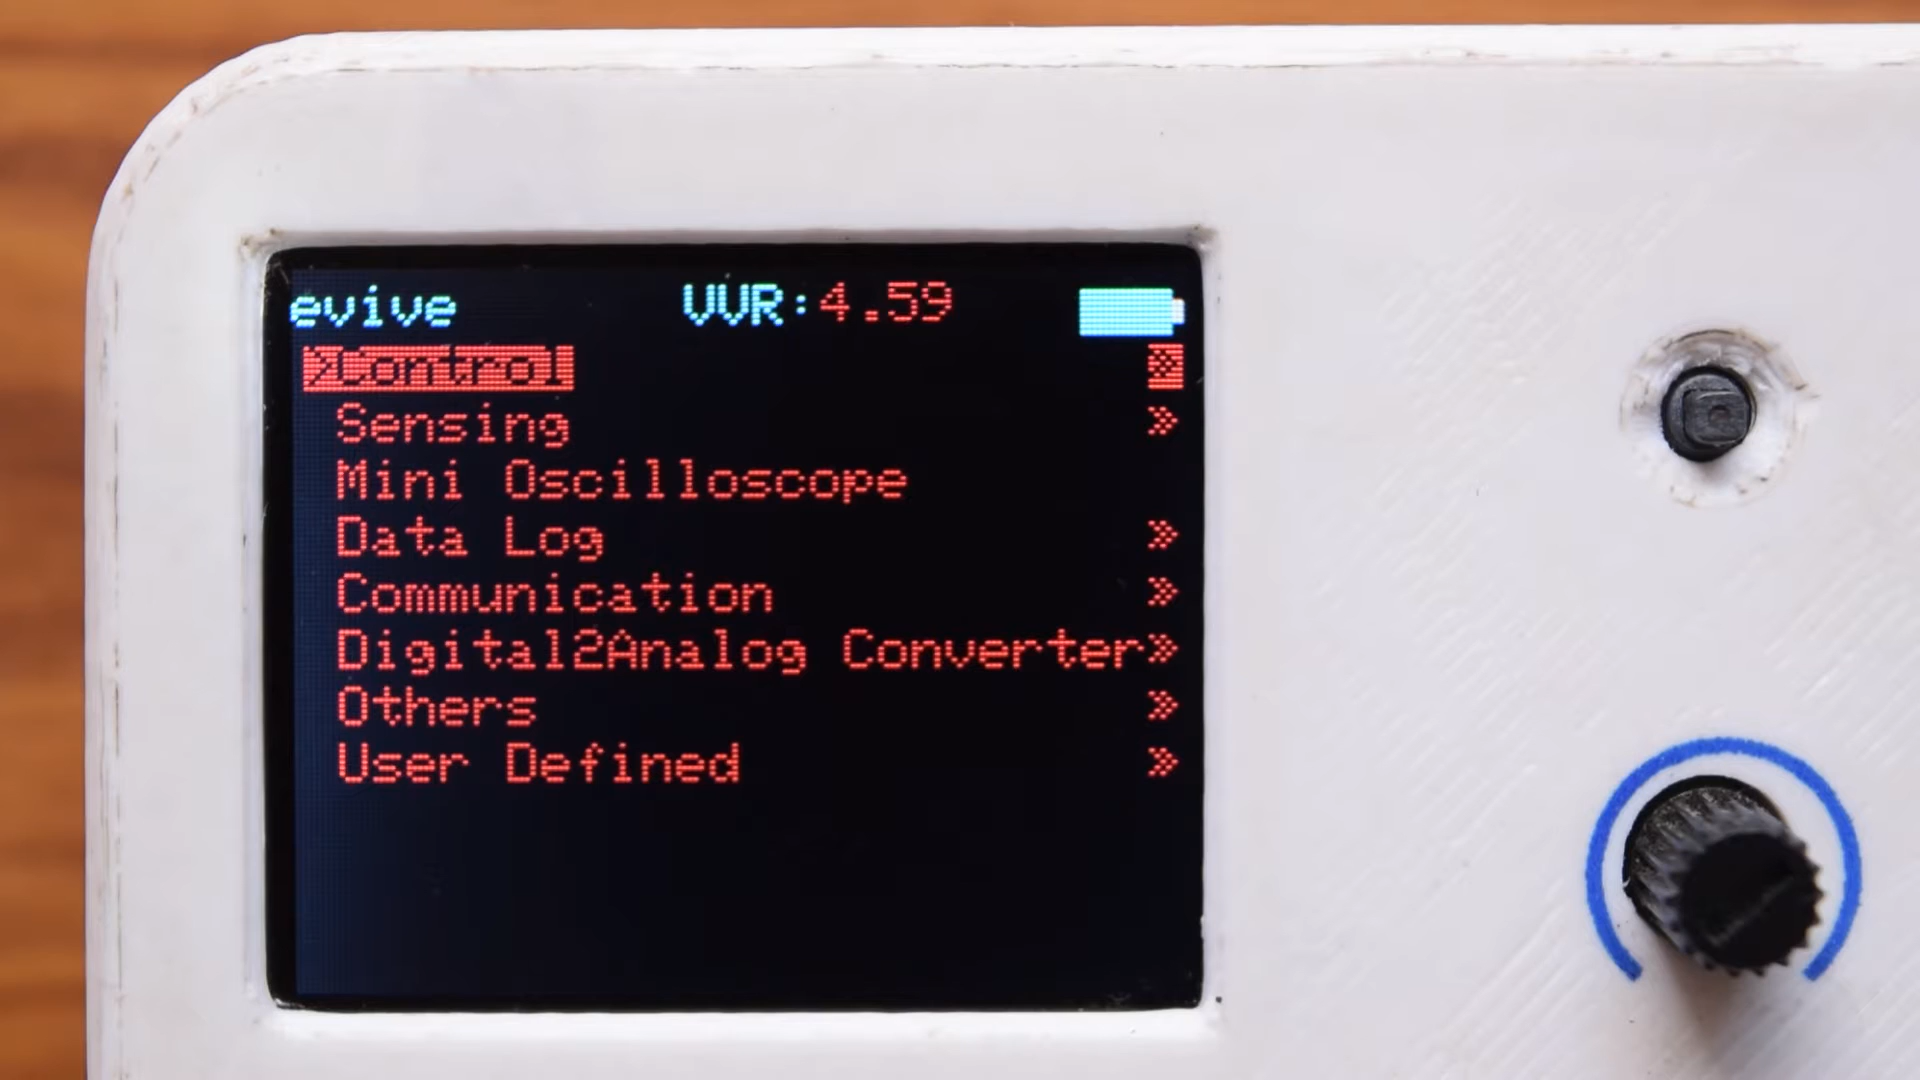 evive VVR:4.59
>Control »
Sensing »
Mini Oscilloscope
Data Log »
Communication »
Digital2Analog Converter»
Others »
User Defined »